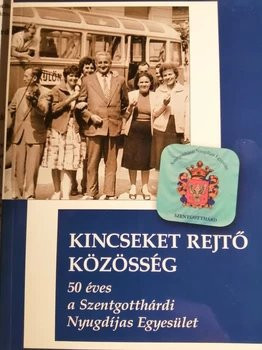 KINCSEKET REJTŐ
KÖZÖSSÉG
50 éves
a Szentgotthárdi
Nyugdíjas Egyesület
SZENTGOTTHÁRD